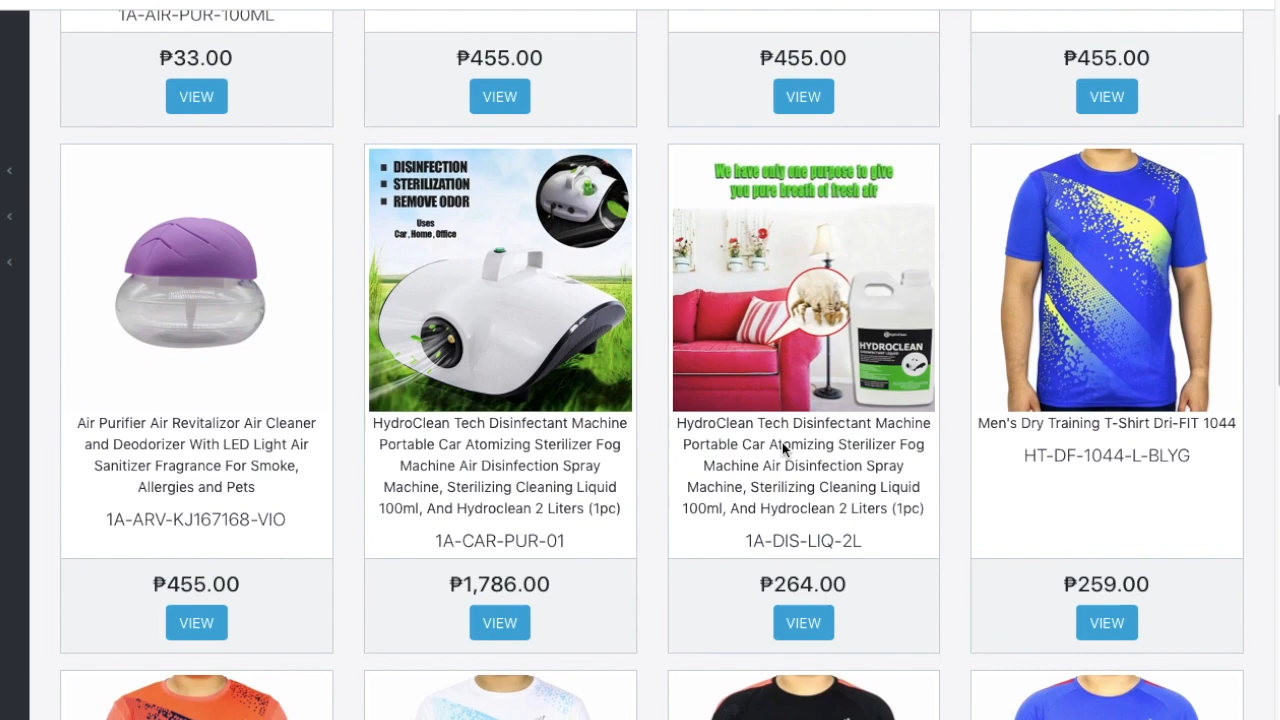 1A-AIR-PUR-100ML
₱33.00
₱455.00
₱455.00
₱455.00
VIEW
VIEW
VIEW
VIEW
Air Purifier Air Revitalizor Air Cleaner
and Deodorizer With LED Light Air
Sanitizer Fragrance For Smoke,
Allergies and Pets
1A-ARV-KJ167168-VIO
₱455.00
VIEW
DISINFECTION
STERILIZATION
REMOVE ODOR
Uses
Car, Home, Office
HydroClean Tech Disinfectant Machine
Portable Car Atomizing Sterilizer Fog
Machine Air Disinfection Spray
Machine, Sterilizing Cleaning Liquid
100ml, And Hydroclean 2 Liters (1pc)
1A-CAR-PUR-01
₱1,786.00
VIEW
We have only one purpose to give
you pure breath of fresh air
HYDROCLEAN
HydroClean Tech Disinfectant Machine
Portable Car Atomizing Sterilizer Fog
Machine Air Disinfection Spray
Machine, Sterilizing Cleaning Liquid
100ml, And Hydroclean 2 Liters (1pc)
1A-DIS-LIQ-2L
₱264.00
VIEW
Men's Dry Training T-Shirt Dri-FIT 1044
HT-DF-1044-L-BLYG
₱259.00
VIEW